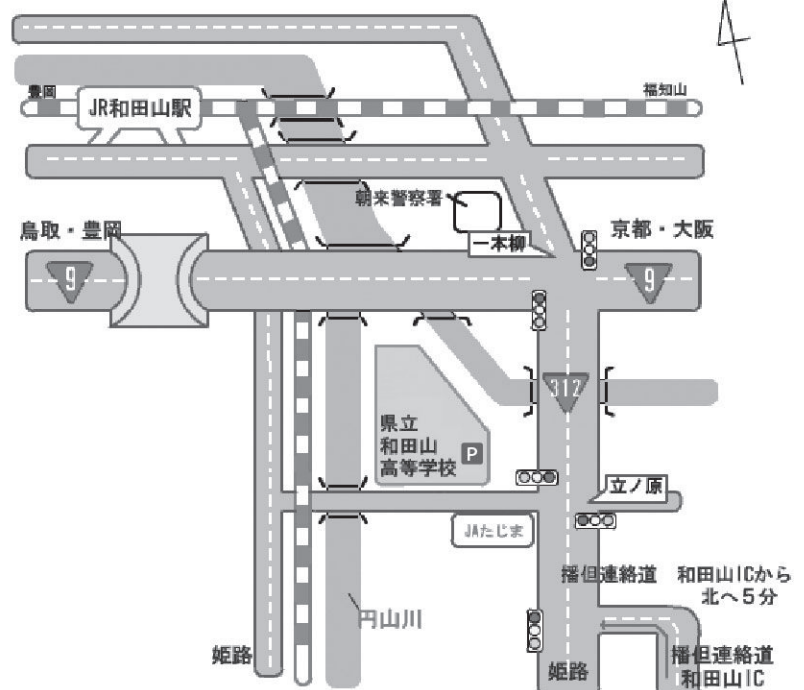 豊岡
福知山
JR和田山駅
朝来警察署
鳥取・豊岡
一本柳
京都・大阪
9
9
312
県立
和田山
高等学校
P
立ノ原
JAたじま
播但連絡道 和田山ICから
北へ5分
円山川
姫路
姫路
播但連絡道
和田山IC